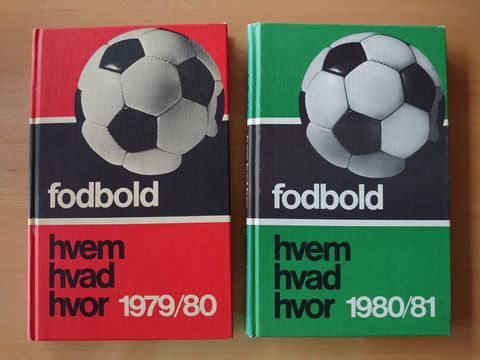 fodbold
hvem
hvad
hvor 1979/80
fodbold
hvem
hvad
hvor 1980/81